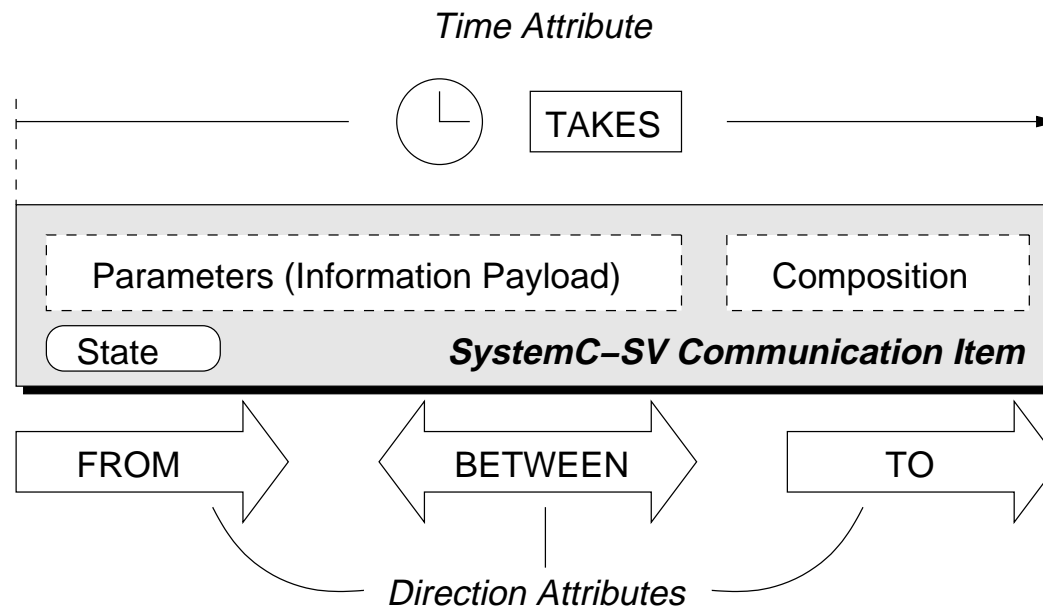 Time Attribute
TAKES
Parameters (Information Payload)
Composition
State
SystemC–SV Communication Item
FROM
BETWEEN
TO
Direction Attributes